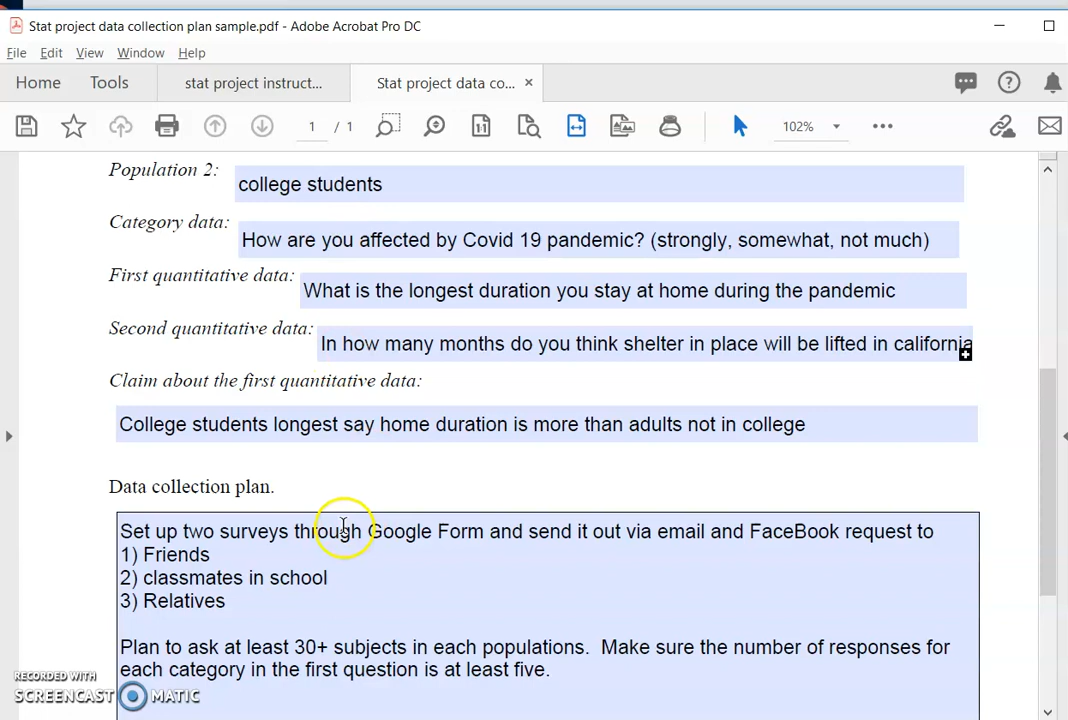 Stat project data collection plan sample.pdf - Adobe Acrobat Pro DC
File Edit View Window Help
Home Tools stat project instruct... Stat project data co... ×
1 / 1 102%
Population 2: college students
Category data: How are you affected by Covid 19 pandemic? (strongly, somewhat, not much)
First quantitative data: What is the longest duration you stay at home during the pandemic
Second quantitative data: In how many months do you think shelter in place will be lifted in california
Claim about the first quantitative data:
College students longest say home duration is more than adults not in college
Data collection plan.
Set up two surveys through Google Form and send it out via email and FaceBook request to
1) Friends
2) classmates in school
3) Relatives
Plan to ask at least 30+ subjects in each populations.  Make sure the number of responses for
each category in the first question is at least five.
RECORDED WITH
SCREENCAST MATIC